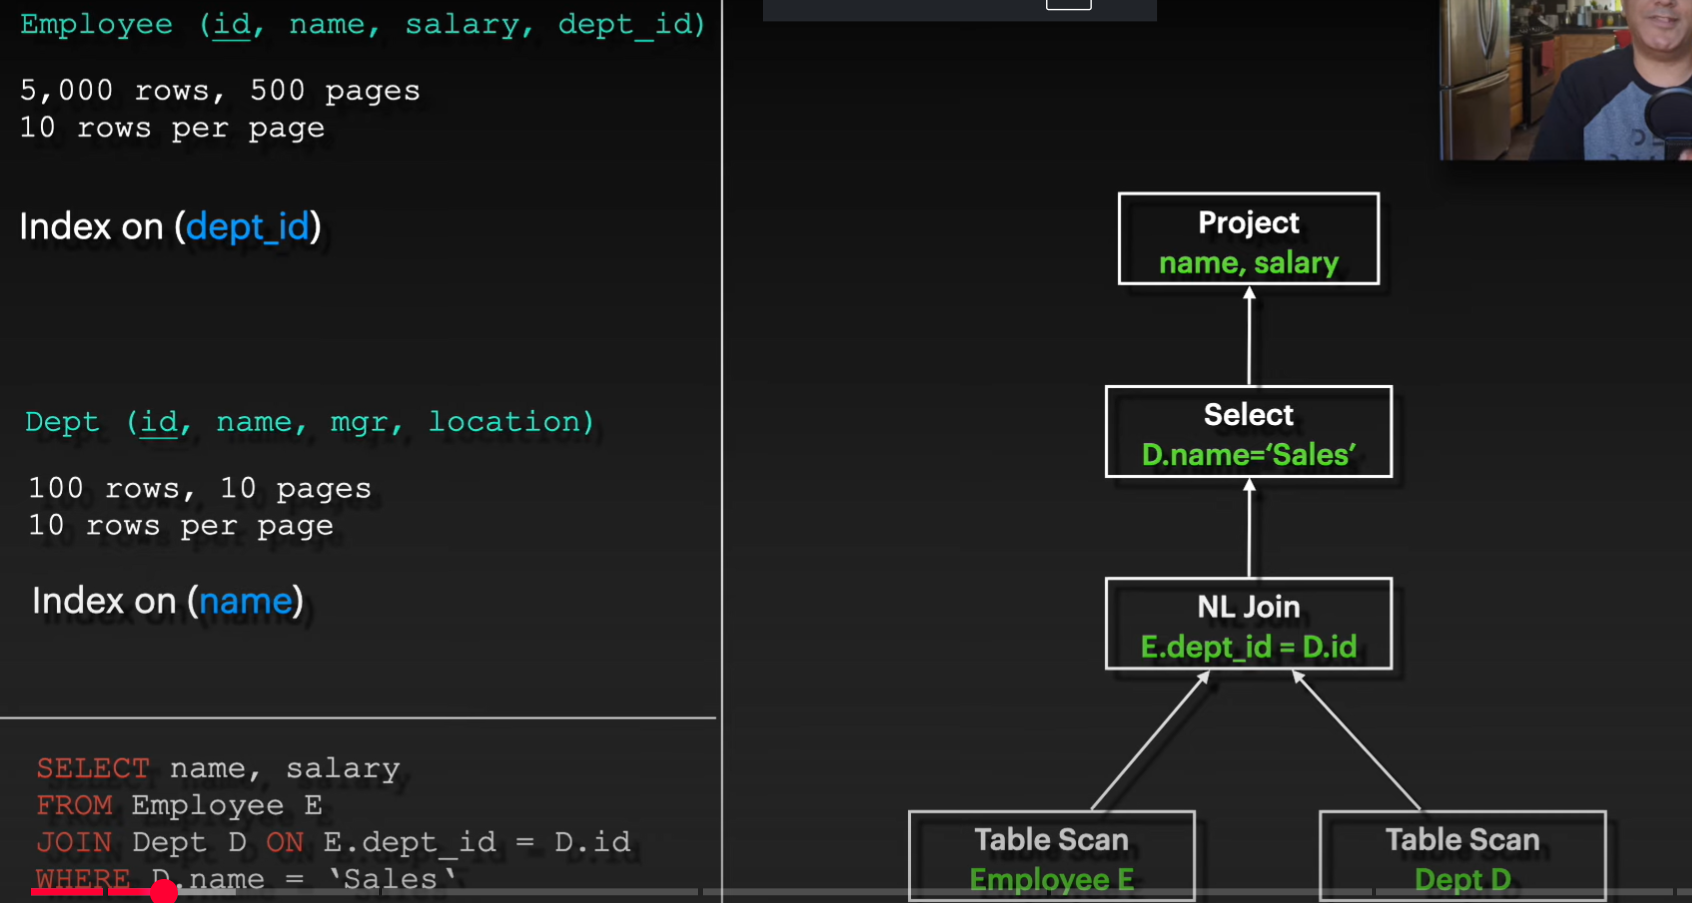 Employee (id, name, salary, dept_id)
5,000 rows, 500 pages
10 rows per page
Index on (dept_id)
Dept (id, name, mgr, location)
100 rows, 10 pages
10 rows per page
Index on (name)
SELECT name, salary
FROM Employee E
JOIN Dept D ON E.dept_id = D.id
WHERE D.name = ‘Sales‘
Project
name, salary
Select
D.name=‘Sales’
NL Join
E.dept_id = D.id
Table Scan
Employee E
Table Scan
Dept D